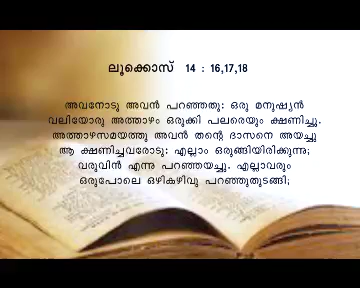 ലൂക്കൊസ് 14 : 16,17,18
അവനോടു അവൻ പറഞ്ഞതു: ഒരു മനുഷ്യൻ
വലിയോരു അത്താഴം ഒരുക്കി പലരെയും ക്ഷണിച്ചു.
അത്താഴസമയത്തു അവൻ തന്റെ ദാസനെ അയച്ചു
ആ ക്ഷണിച്ചവരോടു: എല്ലാം ഒരുങ്ങിയിരിക്കുന്നു;
വരുവിൻ എന്നു പറഞ്ഞയച്ചു. എല്ലാവരും
ഒരുപോലെ ഒഴികഴിവു പറഞ്ഞുതുടങ്ങി;